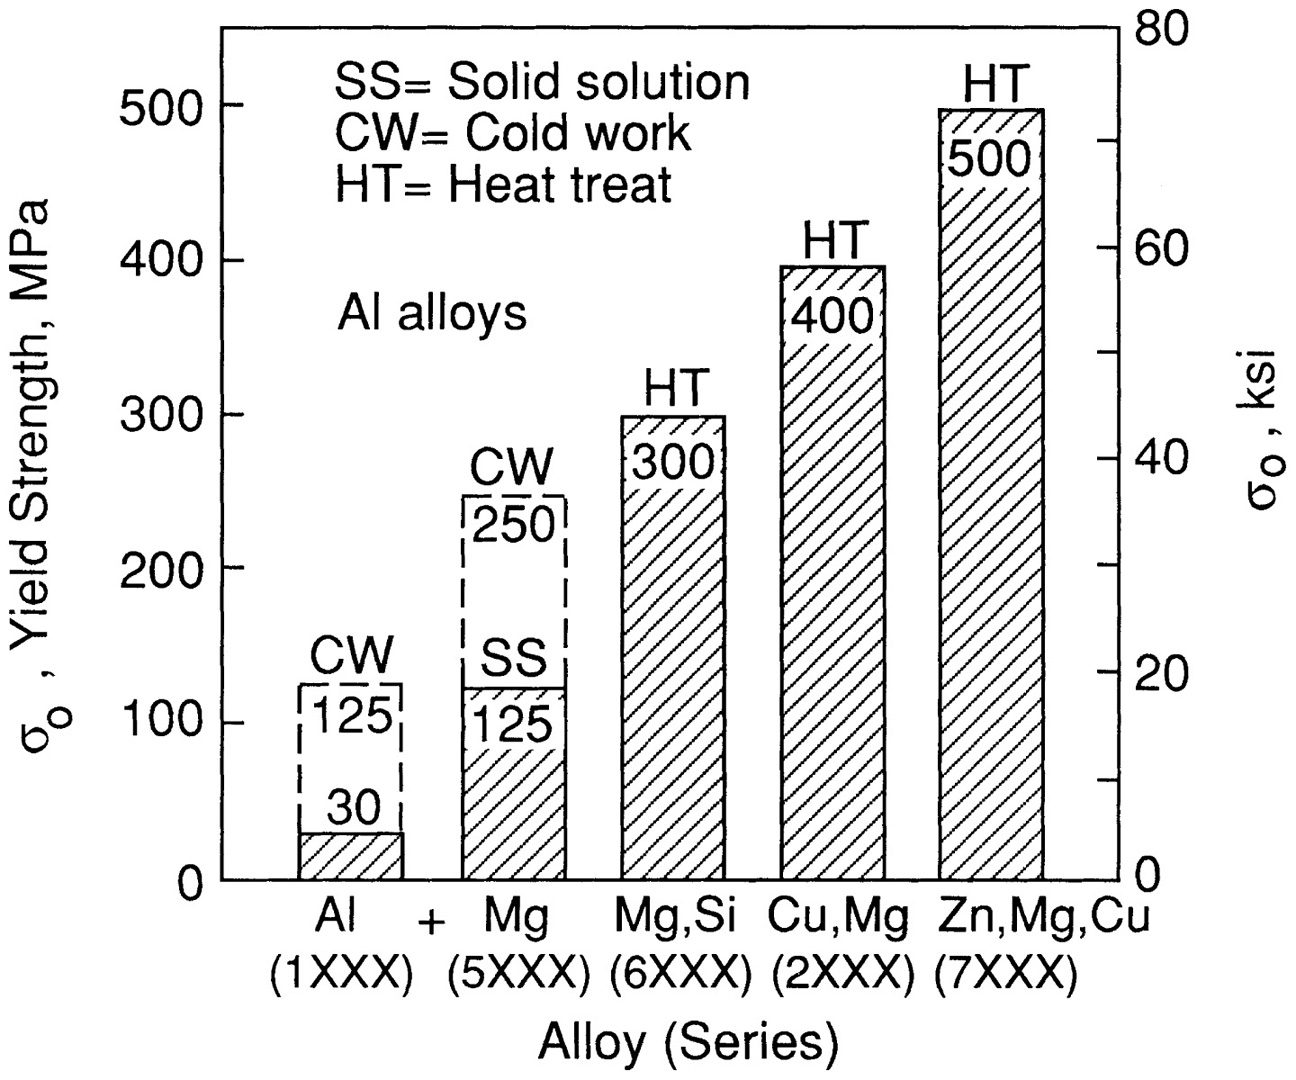 SS= Solid solution
CW= Cold work
HT= Heat treat
Al alloys
σo , Yield Strength, MPa
500
400
300
200
100
0
80
60
40
20
0
σo , ksi
CW
125
30
CW
250
SS
125
HT
300
HT
400
HT
500
Al + Mg Mg,Si Cu,Mg Zn,Mg,Cu
(1XXX) (5XXX) (6XXX) (2XXX) (7XXX)
Alloy (Series)